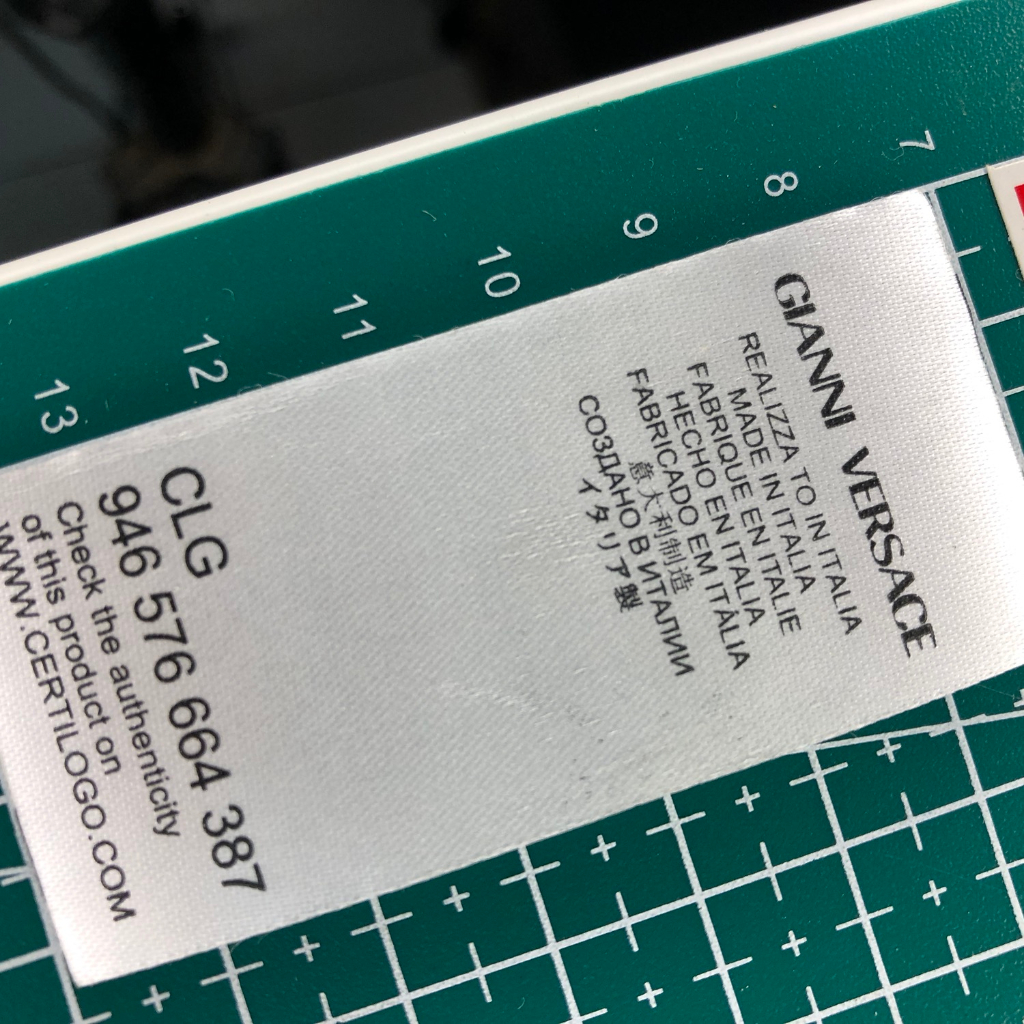 GIANNI VERSACE
REALIZZA TO IN ITALIA
MADE IN ITALIA
FABRIQUE EN ITALIE
HECHO EN ITALIA
FABRICADO EM ITÁLIA
意大利制造
СОЗДАНО В ИТАЛИИ
イタリア製
CLG
946 576 664 387
Check the authenticity
of this product on
WWW.CERTILOGO.COM
7
8
9
10
11
12
13